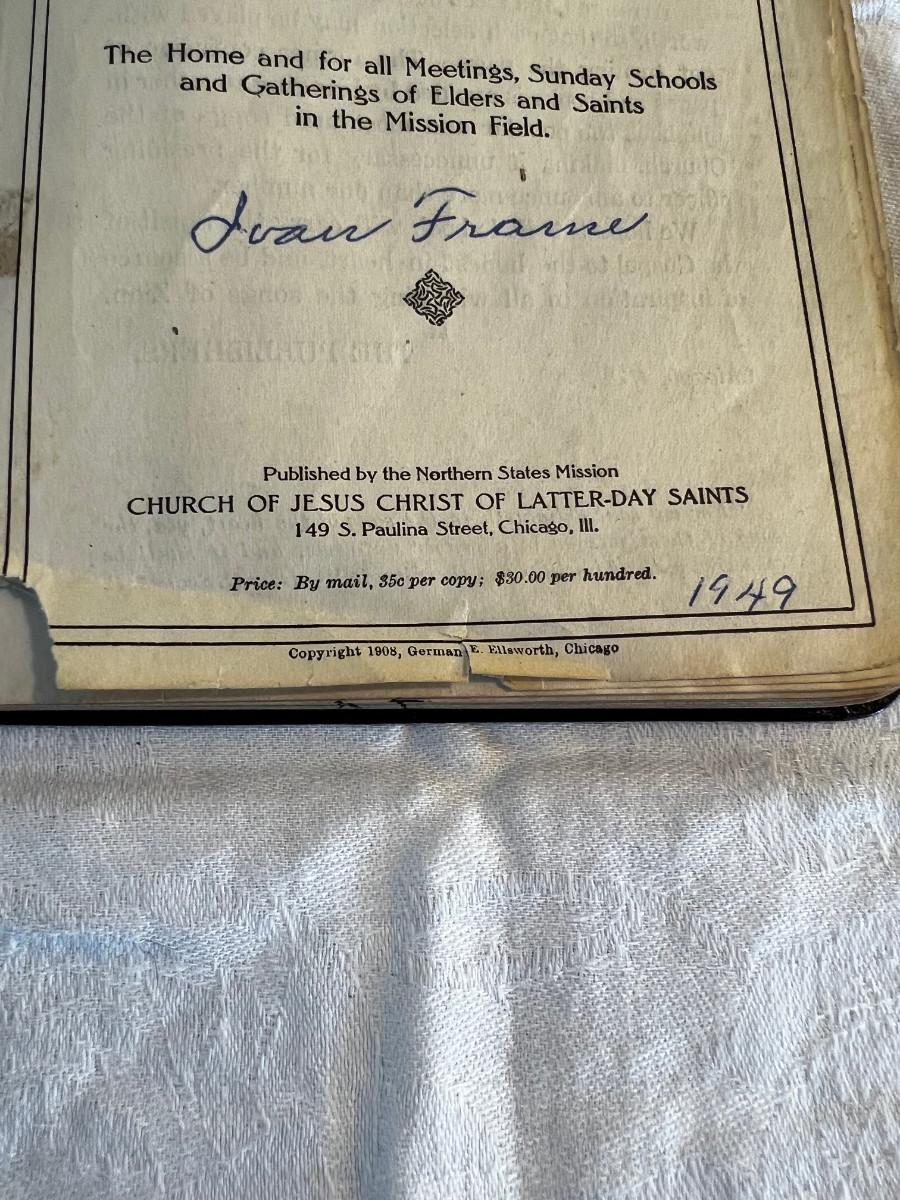 The Home and for all Meetings, Sunday Schools
and Gatherings of Elders and Saints
in the Mission Field.
Ivan Frame
Published by the Northern States Mission
CHURCH OF JESUS CHRIST OF LATTER-DAY SAINTS
149 S. Paulina Street, Chicago, Ill.
Price: By mail, 35c per copy; $30.00 per hundred.
1949
Copyright 1908, German E. Ellsworth, Chicago